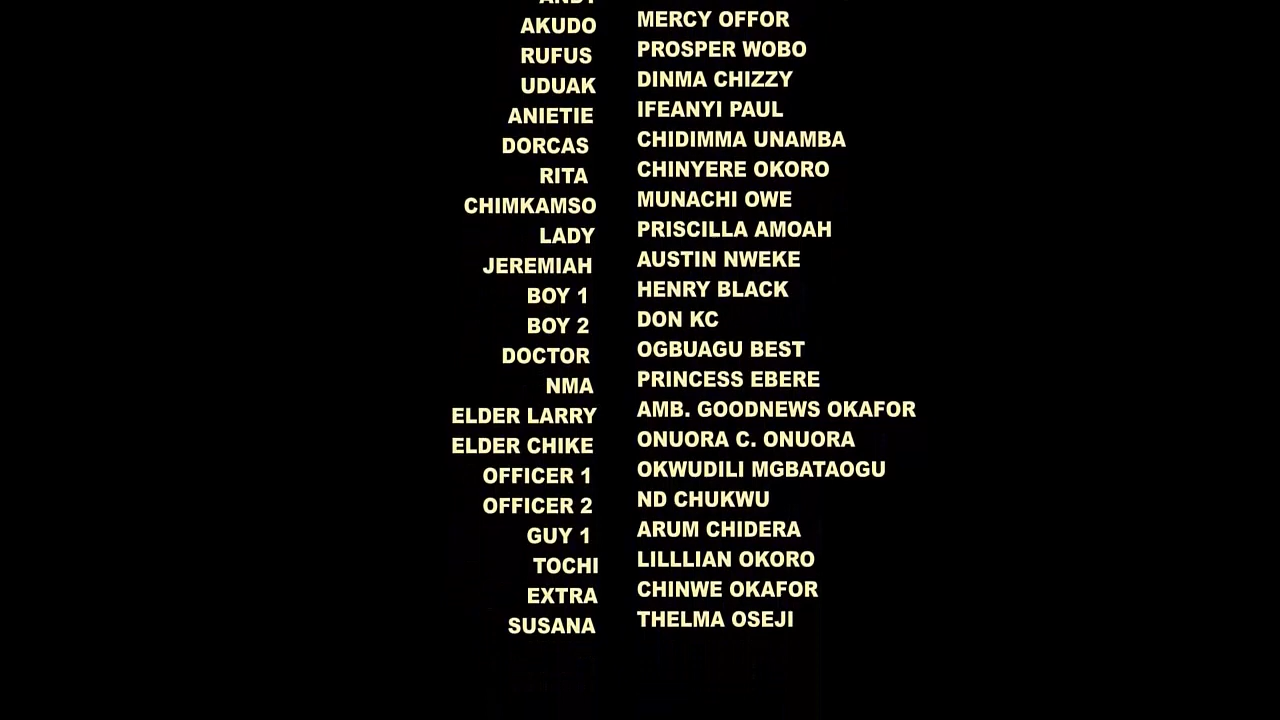 ANDY
AKUDO MERCY OFFOR
RUFUS PROSPER WOBO
UDUAK DINMA CHIZZY
ANIETIE IFEANYI PAUL
DORCAS CHIDIMMA UNAMBA
RITA CHINYERE OKORO
CHIMKAMSO MUNACHI OWE
LADY PRISCILLA AMOAH
JEREMIAH AUSTIN NWEKE
BOY 1 HENRY BLACK
BOY 2 DON KC
DOCTOR OGBUAGU BEST
NMA PRINCESS EBERE
ELDER LARRY AMB. GOODNEWS OKAFOR
ELDER CHIKE ONUORA C. ONUORA
OFFICER 1 OKWUDILI MGBATAOGU
OFFICER 2 ND CHUKWU
GUY 1 ARUM CHIDERA
TOCHI LILLLIAN OKORO
EXTRA CHINWE OKAFOR
SUSANA THELMA OSEJI